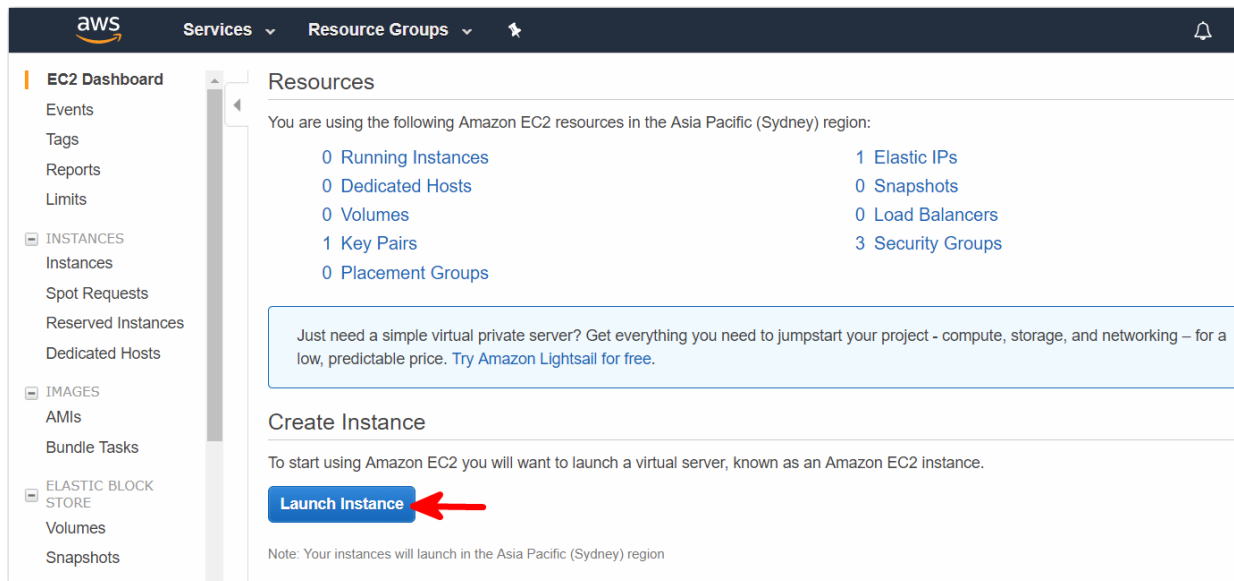 aws Services Resource Groups
EC2 Dashboard
Events
Tags
Reports
Limits
INSTANCES
Instances
Spot Requests
Reserved Instances
Dedicated Hosts
IMAGES
AMIs
Bundle Tasks
ELASTIC BLOCK
STORE
Volumes
Snapshots
Resources
You are using the following Amazon EC2 resources in the Asia Pacific (Sydney) region:
0 Running Instances
0 Dedicated Hosts
0 Volumes
1 Key Pairs
0 Placement Groups
1 Elastic IPs
0 Snapshots
0 Load Balancers
3 Security Groups
Just need a simple virtual private server? Get everything you need to jumpstart your project - compute, storage, and networking – for a
low, predictable price. Try Amazon Lightsail for free.
Create Instance
To start using Amazon EC2 you will want to launch a virtual server, known as an Amazon EC2 instance.
Launch Instance
Note: Your instances will launch in the Asia Pacific (Sydney) region